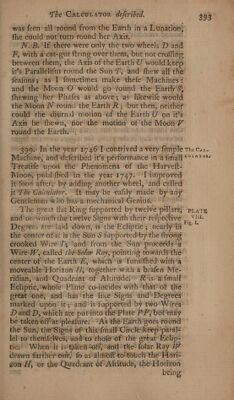 The CALCULATOR described. 393
was seen all round from the Earth in a Lunation,
she could not turn round her Axis.
N. B. If there were only the two wheels D and
F, with a cat-gut string over them, but not crossing
between them, the Axis of the Earth U would keep
it's Parallelism round the Sun T, and shew all the
seasons; as I sometimes make these Machines:
and the Moon O would go round the Earth S,
shewing her Phases as above; as likewise would
the Moon N round the Earth R; but then, neither
could the diurnal motion of the Earth U on it's
Axis be shewn, nor the motion of the Moon V
round the Earth.
399. In the year 1746 I contrived a very simple
The CAL-
CULATOR.
Machine, and described it's performance in a small
Treatise upon the Phenomena of the Harvest-
Moon, published in the year 1747. I improved
it soon after, by adding another wheel, and called
it The Calculator. It may be easily made by any
Gentleman who has a mechanical Genius.
The great flat Ring supported by twelve pillars,
PLATE
VIII.
Fig. I.
and on which the twelve Signs with their respective
Degrees are laid down, is the Ecliptic; nearly in
the center of it is the Sun S supported by the strong
crooked Wire I; and from the Sun proceeds a
Wire W, called the Solar Ray, pointing towards the
center of the Earth E, which is furnished with a
moveable Horizon H, together with a brazen Me-
ridian, and Quadrant of Altitude. R is a small
Ecliptic, whose Plane co-incides with that of the
great one, and has the like Signs and Degrees
marked upon it; and is supported by two Wires
D and D, which are put into the Plate PP, but may
be taken off at pleasure. As the Earth goes round
the Sun, the Signs of this small Circle keep paral-
lel to themselves, and to those of the great Eclip-
tic. When it is taken off, and the solar Ray W
drawn farther out, so as almost to touch the Hori-
zon H, or the Quadrant of Altitude, the Horizon
being